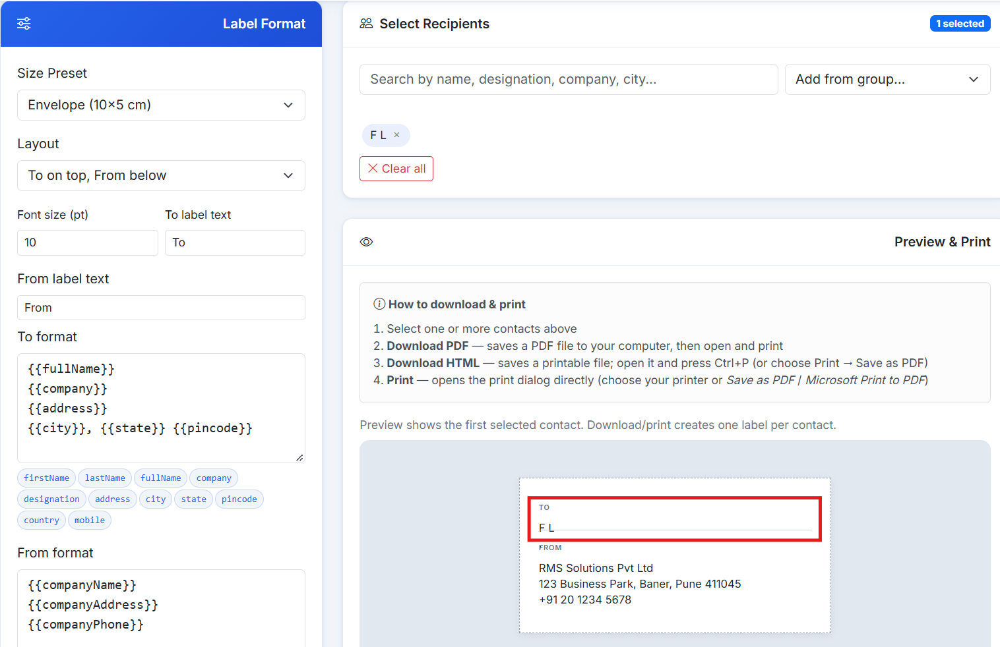 Label Format
Size Preset
Envelope (10×5 cm)
Layout
To on top, From below
Font size (pt)
To label text
10
To
From label text
From
To format
{{fullName}}
{{company}}
{{address}}
{{city}}, {{state}} {{pincode}}
firstName lastName fullName company
designation address city state pincode
country mobile
From format
{{companyName}}
{{companyAddress}}
{{companyPhone}}
Select Recipients
1 selected
Search by name, designation, company, city...
Add from group...
F L ×
Clear all
Preview & Print
How to download & print
1. Select one or more contacts above
2. Download PDF — saves a PDF file to your computer, then open and print
3. Download HTML — saves a printable file; open it and press Ctrl+P (or choose Print → Save as PDF)
4. Print — opens the print dialog directly (choose your printer or Save as PDF / Microsoft Print to PDF)
Preview shows the first selected contact. Download/print creates one label per contact.
TO
F L
FROM
RMS Solutions Pvt Ltd
123 Business Park, Baner, Pune 411045
+91 20 1234 5678